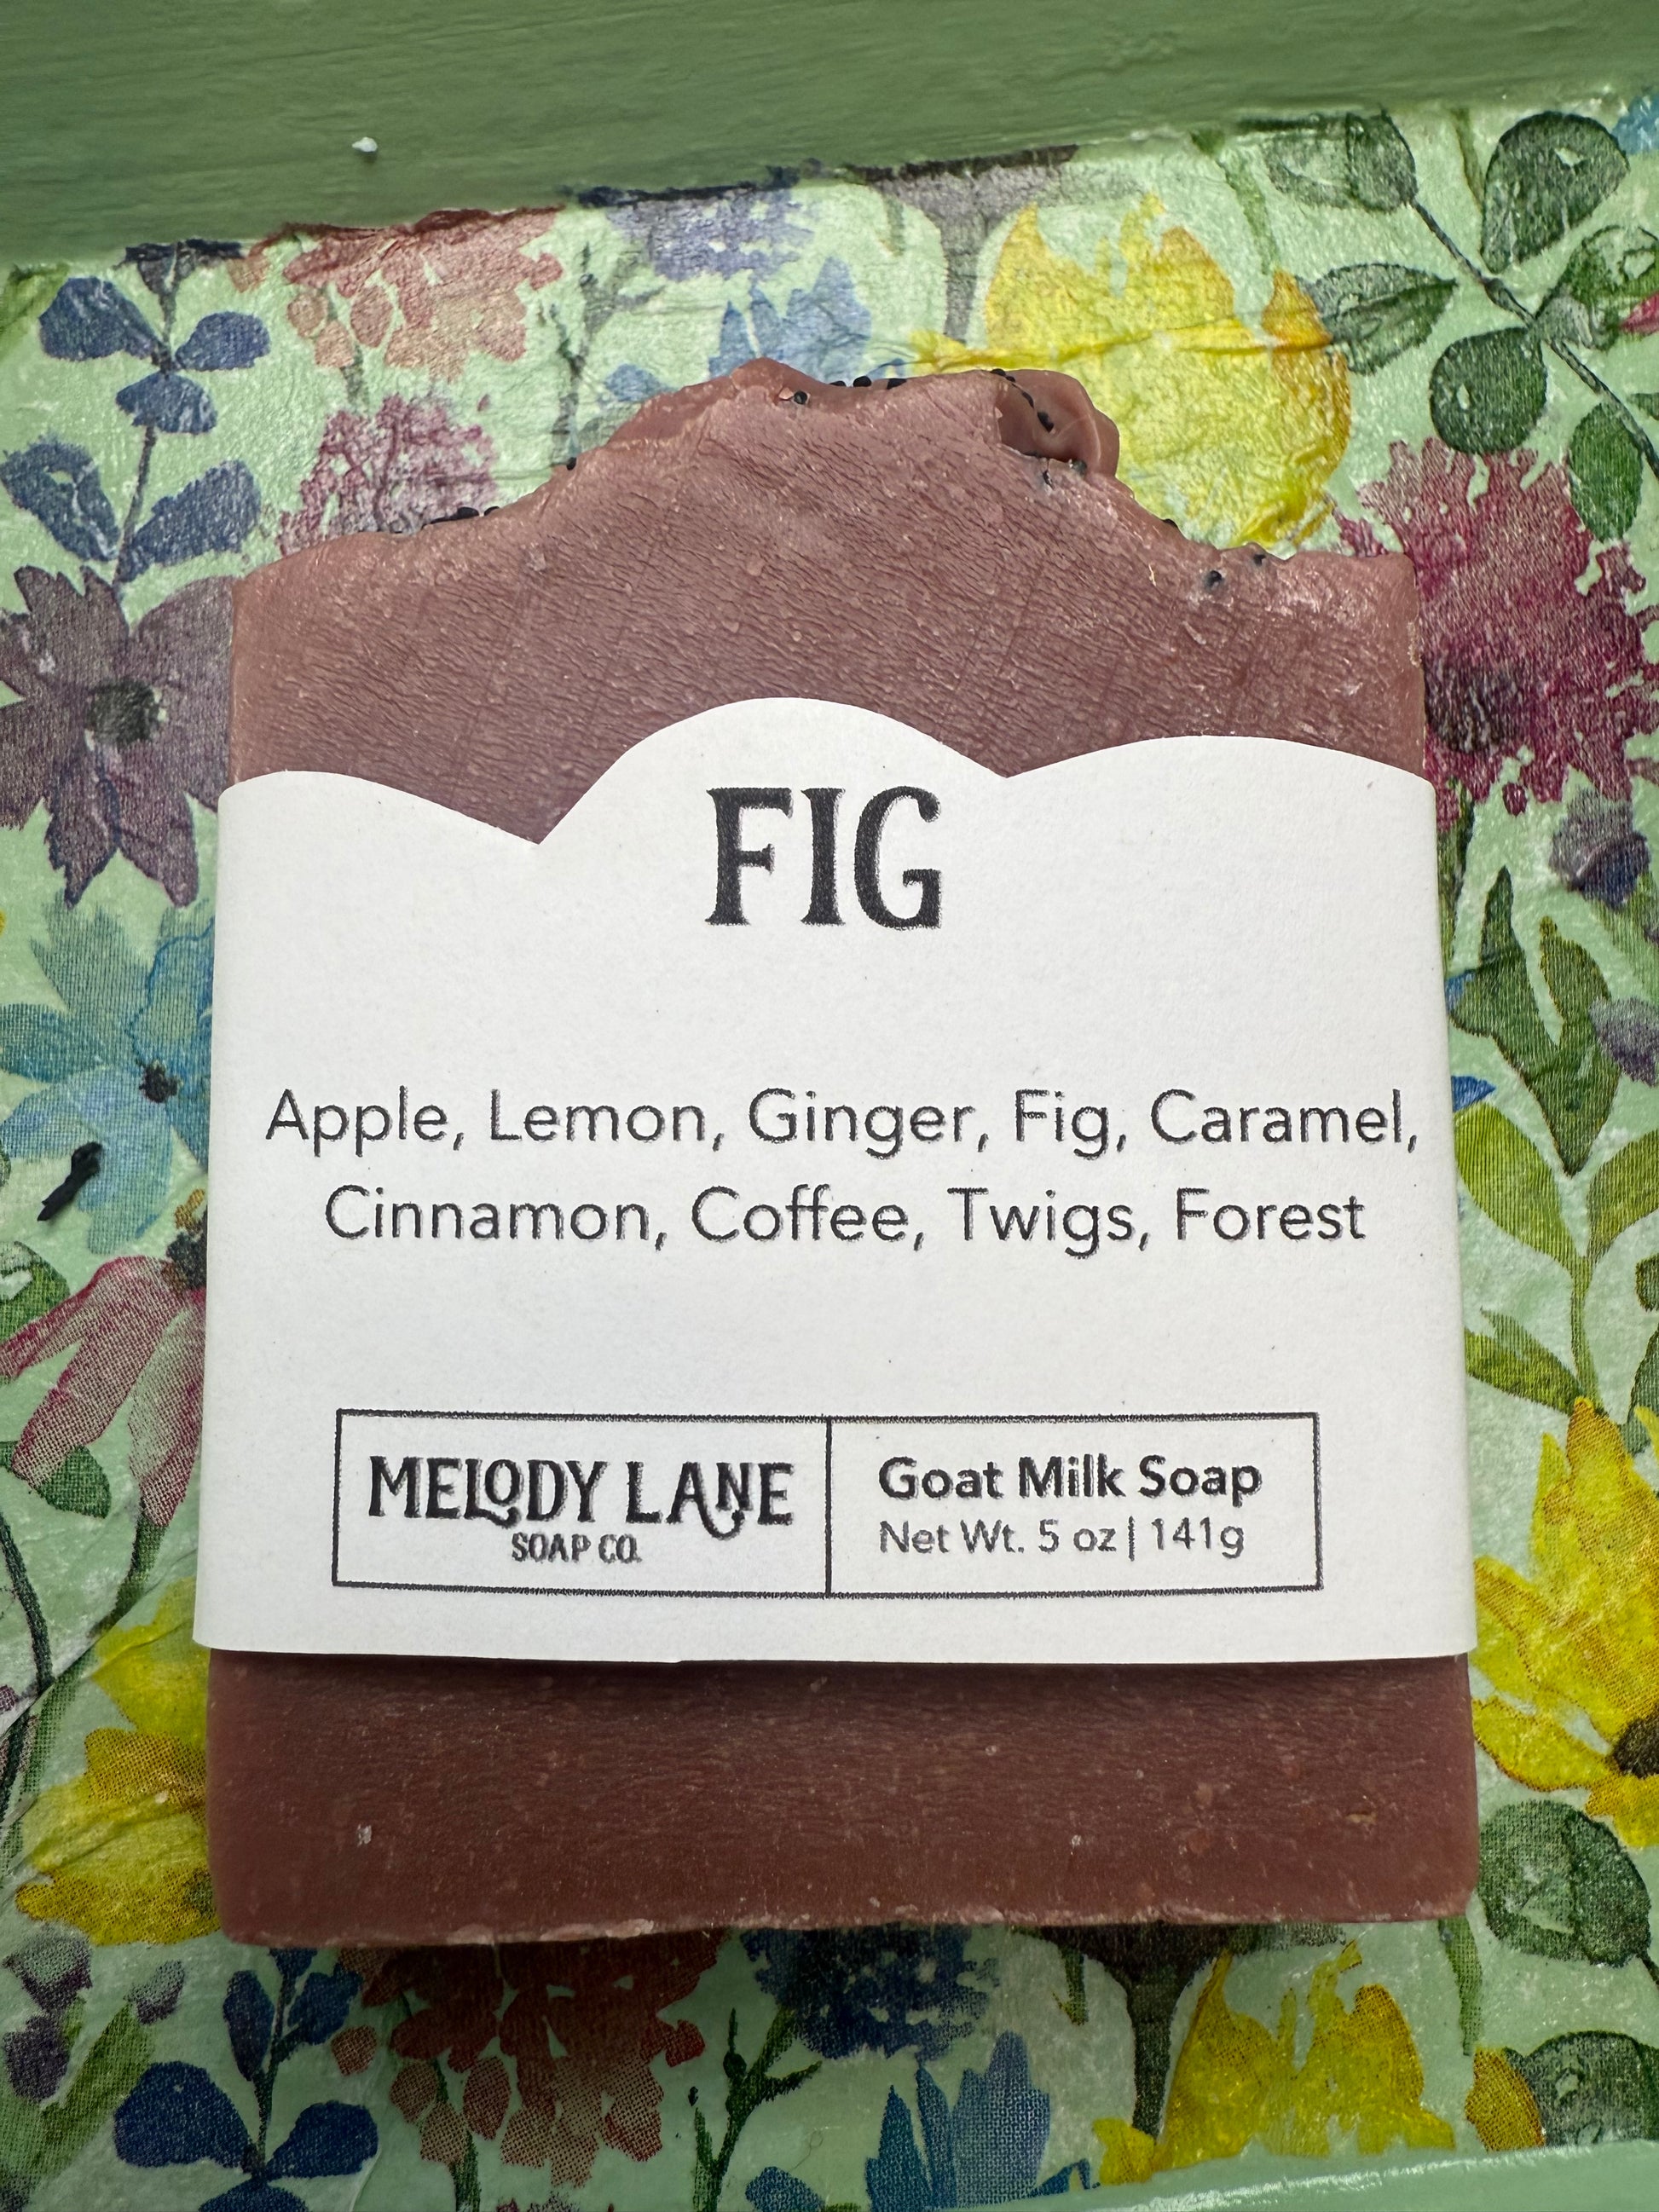 FIG
Apple, Lemon, Ginger, Fig, Caramel,
Cinnamon, Coffee, Twigs, Forest
MELODY LANE
SOAP CO.
Goat Milk Soap
Net Wt. 5 oz | 141g